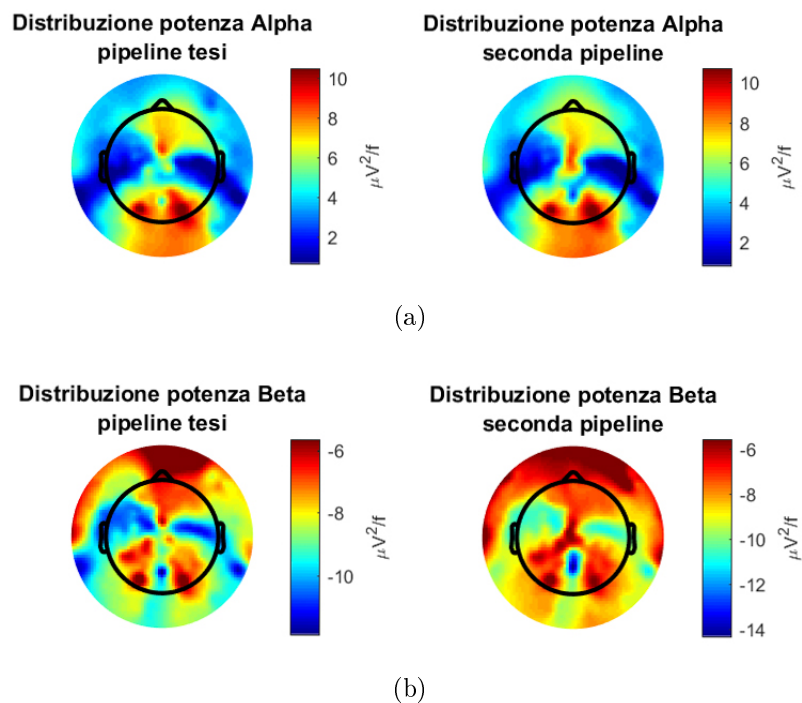 Distribuzione potenza Alpha
pipeline tesi
10
8
6
4
2
μV²/f
Distribuzione potenza Alpha
seconda pipeline
10
8
6
4
2
μV²/f
(a)
Distribuzione potenza Beta
pipeline tesi
-6
-8
-10
μV²/f
Distribuzione potenza Beta
seconda pipeline
-6
-8
-10
-12
-14
μV²/f
(b)